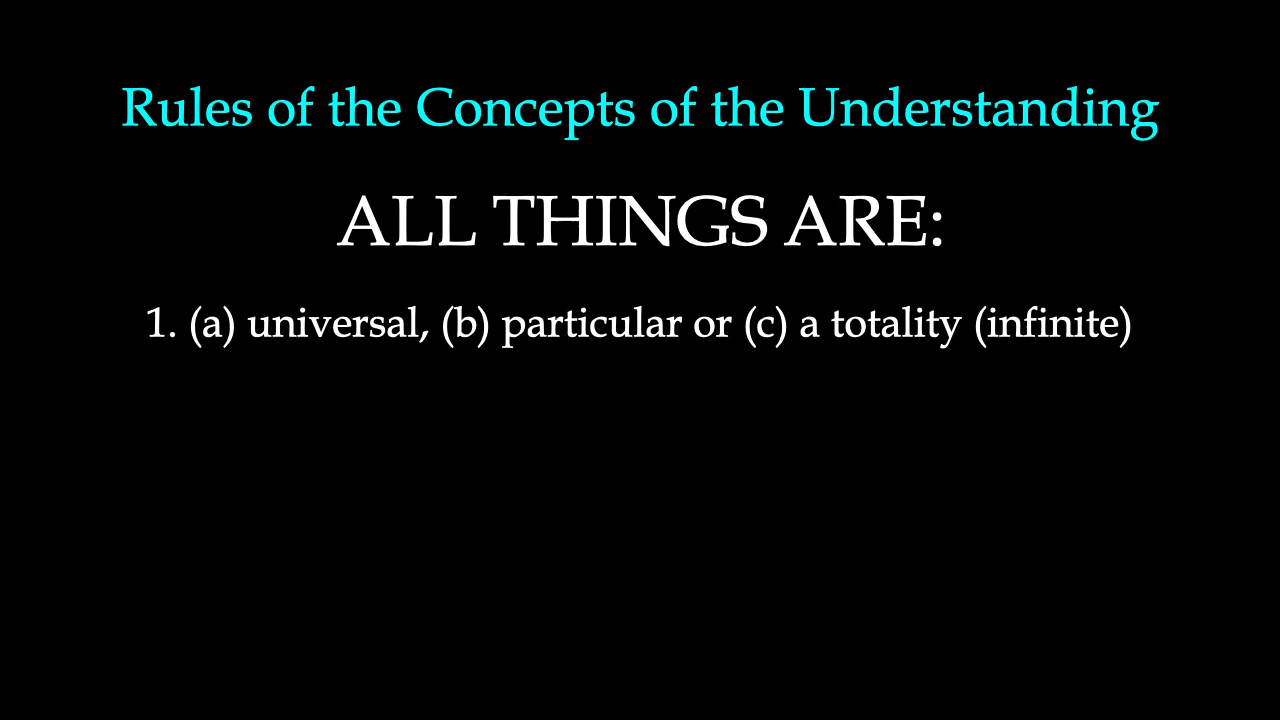 Rules of the Concepts of the Understanding
ALL THINGS ARE:
1. (a) universal, (b) particular or (c) a totality (infinite)